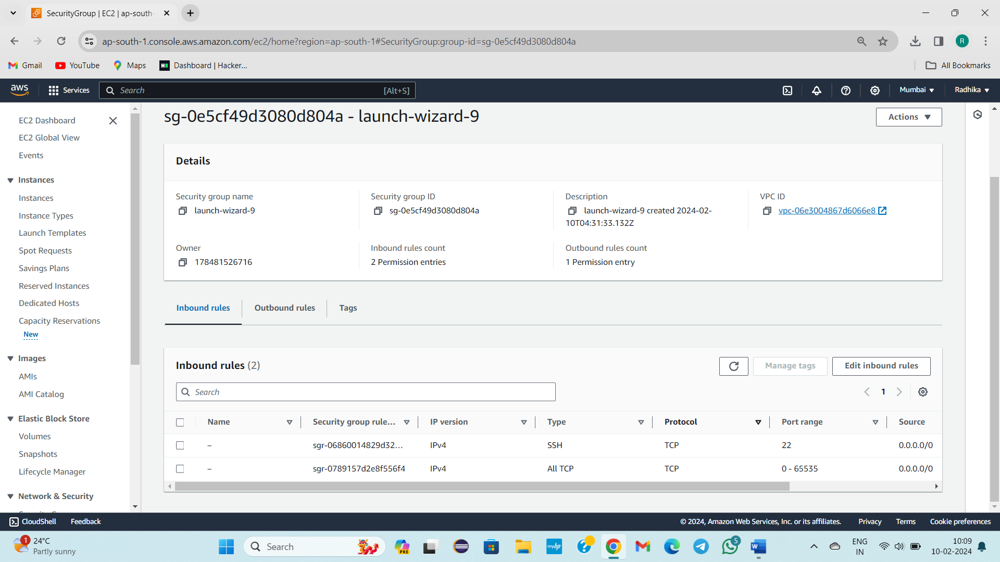 SecurityGroup | EC2 | ap-south-
ap-south-1.console.aws.amazon.com/ec2/home?region=ap-south-1#SecurityGroup:group-id=sg-0e5cf49d3080d804a
R
Gmail YouTube Maps Dashboard | Hacker... All Bookmarks
aws Services Search [Alt+S] Mumbai Radhika
EC2 Dashboard
EC2 Global View
Events
Instances
Instances
Instance Types
Launch Templates
Spot Requests
Savings Plans
Reserved Instances
Dedicated Hosts
Capacity Reservations
New
Images
AMIs
AMI Catalog
Elastic Block Store
Volumes
Snapshots
Lifecycle Manager
Network & Security
sg-0e5cf49d3080d804a - launch-wizard-9
Actions
Details
Security group name
launch-wizard-9
Security group ID
sg-0e5cf49d3080d804a
Description
launch-wizard-9 created 2024-02-
10T04:31:33.132Z
VPC ID
vpc-06e3004867d6066e8
Owner
178481526716
Inbound rules count
2 Permission entries
Outbound rules count
1 Permission entry
Inbound rules Outbound rules Tags
Inbound rules (2)
Manage tags Edit inbound rules
Search
1
Name Security group rule... IP version Type Protocol Port range Source
– sgr-06860014829d32... IPv4 SSH TCP 22 0.0.0.0/0
– sgr-0789157d2e8f556f4 IPv4 All TCP TCP 0 - 65535 0.0.0.0/0
CloudShell Feedback © 2024, Amazon Web Services, Inc. or its affiliates. Privacy Terms Cookie preferences
1
24°C
Partly sunny
Search
PRE
myhp
5
W
ENG
IN
10:09
10-02-2024